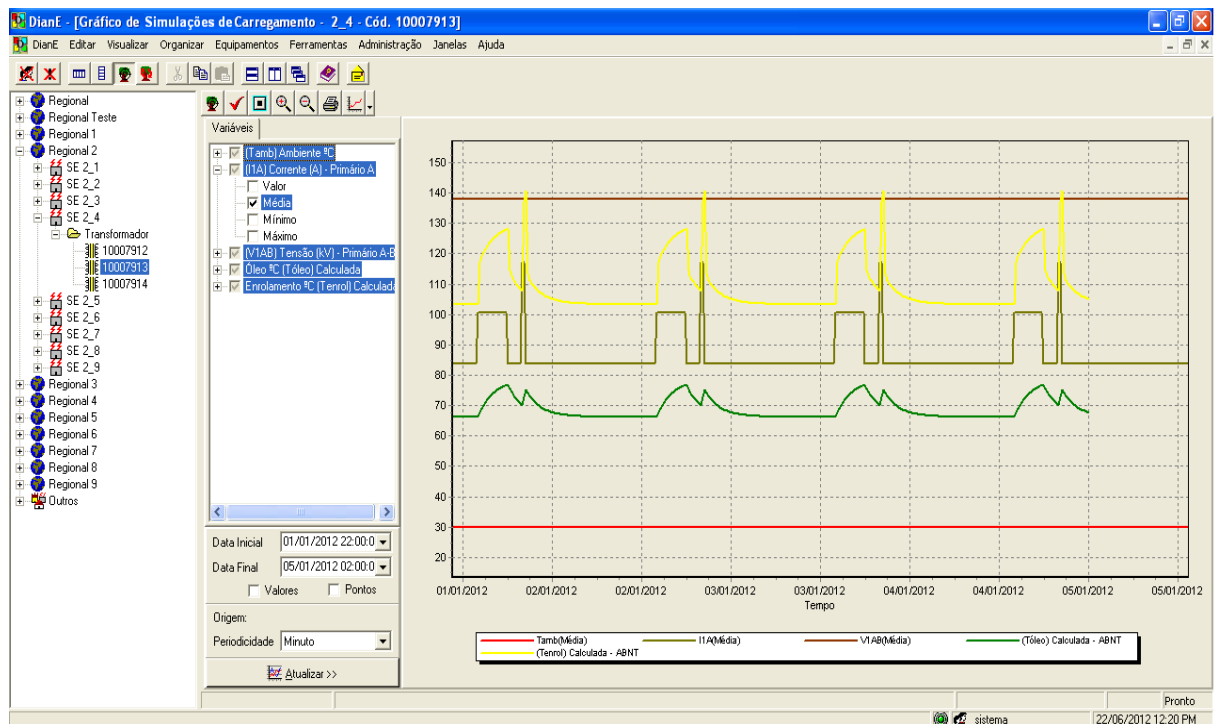 DianE - [Gráfico de Simulações de Carregamento - 2_4 - Cód. 10007913]
DianE Editar Visualizar Organizar Equipamentos Ferramentas Administração Janelas Ajuda
Regional
Regional Teste
Regional 1
Regional 2
SE 2_1
SE 2_2
SE 2_3
SE 2_4
Transformador
10007912
10007913
10007914
SE 2_5
SE 2_6
SE 2_7
SE 2_8
SE 2_9
Regional 3
Regional 4
Regional 5
Regional 6
Regional 7
Regional 8
Regional 9
Outros
Variáveis
(Tamb) Ambiente ºC
(I1A) Corrente (A) - Primário A
Valor
Média
Mínimo
Máximo
(V1AB) Tensão (kV) - Primário A-B
Óleo ºC (Tóleo) Calculada
Enrolamento ºC (Tenrol) Calculada
Data Inicial 01/01/2012 22:00:0
Data Final 05/01/2012 02:00:0
Valores Pontos
Origem:
Periodicidade Minuto
Atualizar >>
150
140
130
120
110
100
90
80
70
60
50
40
30
20
01/01/2012 02/01/2012 02/01/2012 03/01/2012 03/01/2012 04/01/2012 04/01/2012 05/01/2012 05/01/2012
Tempo
Tamb(Média) I1A(Média) V1AB(Média) (Tóleo) Calculada - ABNT
(Tenrol) Calculada - ABNT
Pronto
sistema 22/06/2012 12:20 PM